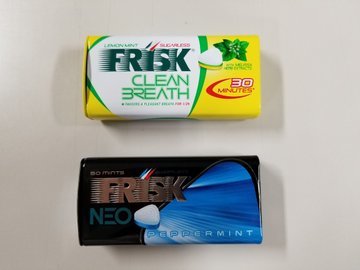 LEMON MINT SUGARLESS
FRISK
CLEAN
BREATH
WITH MELISSA
HERB EXTRACTS
30
MINUTES*
50 MINTS
FRISK
NEO
PEPPERMINT